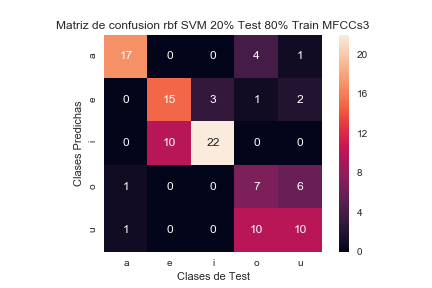 Matriz de confusion rbf SVM 20% Test 80% Train MFCCs3
Clases Predichas
a 17 0 0 4 1
e 0 15 3 1 2
i 0 10 22 0 0
o 1 0 0 7 6
u 1 0 0 10 10
a e i o u
Clases de Test
20
16
12
8
4
0